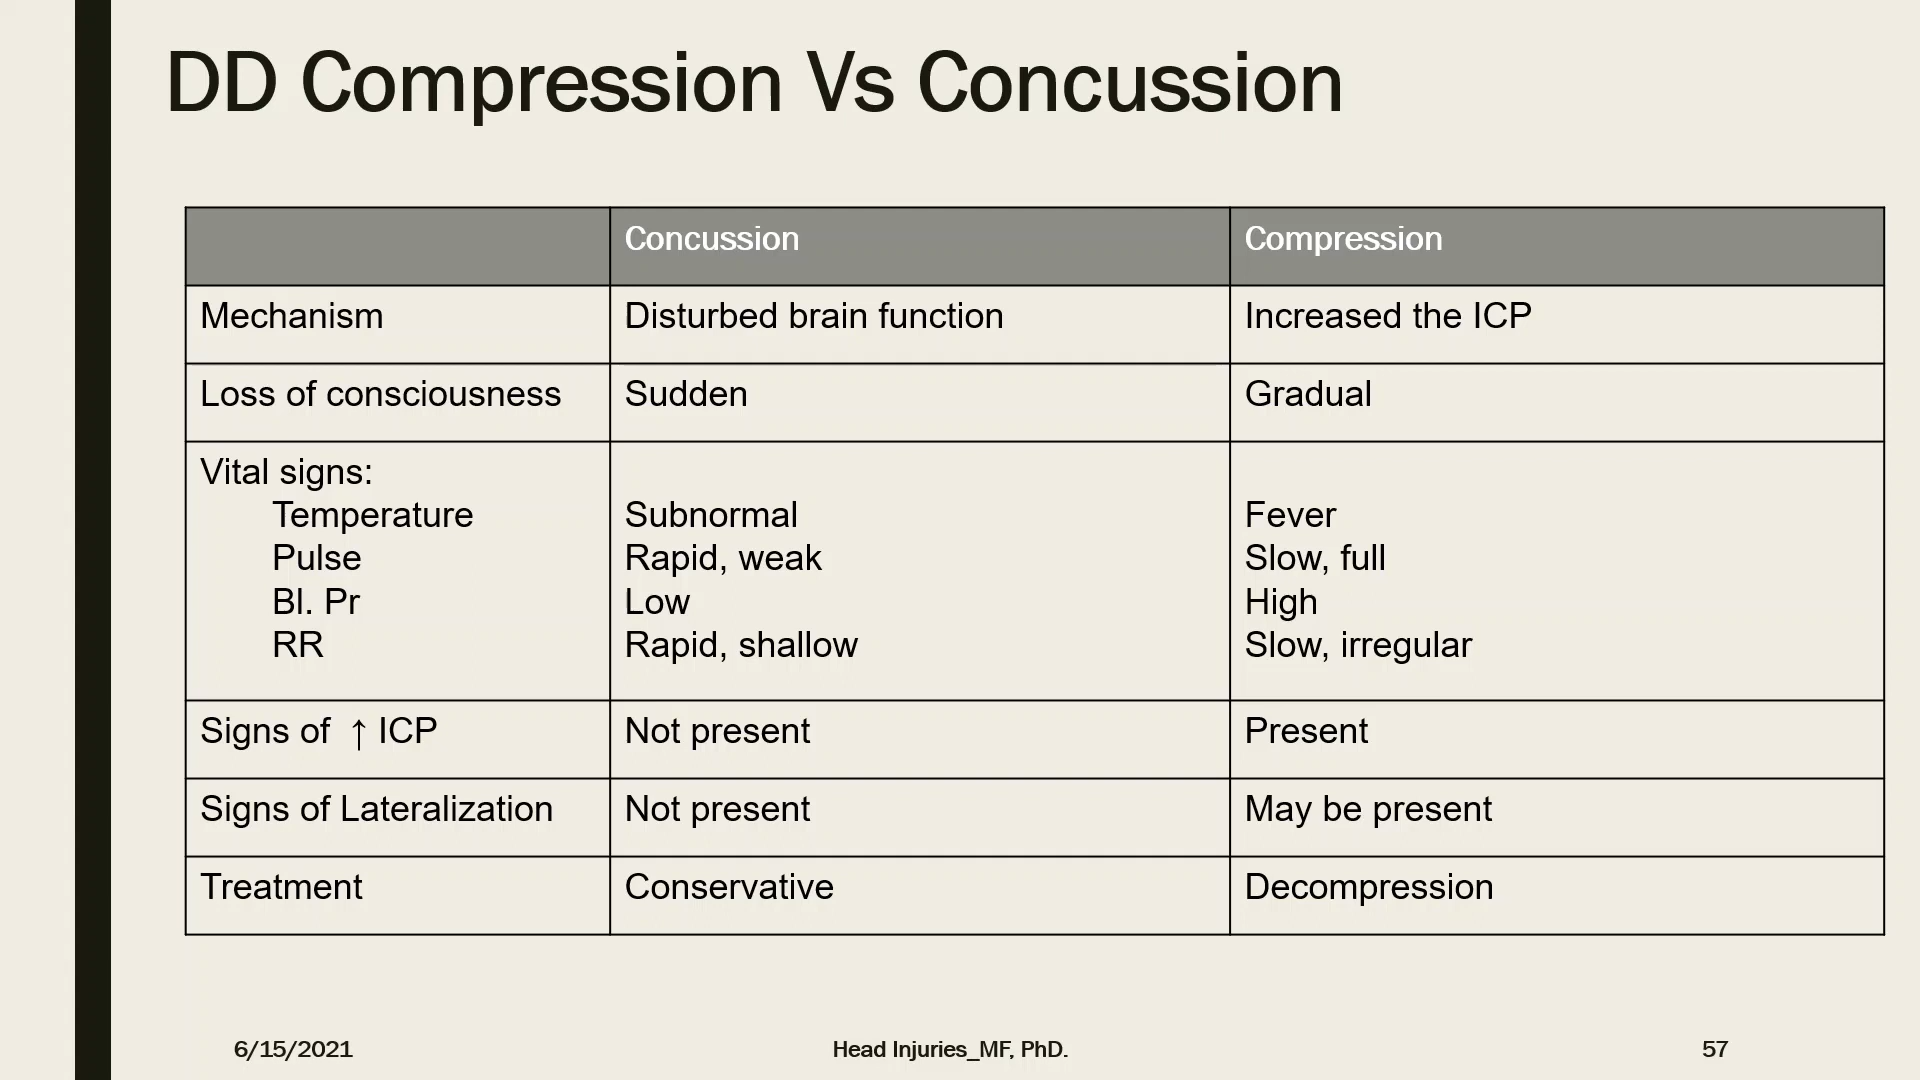 DD Compression Vs Concussion
Concussion Compression
Mechanism Disturbed brain function Increased the ICP
Loss of consciousness Sudden Gradual
Vital signs:
Temperature Subnormal Fever
Pulse Rapid, weak Slow, full
Bl. Pr Low High
RR Rapid, shallow Slow, irregular
Signs of ↑ ICP Not present Present
Signs of Lateralization Not present May be present
Treatment Conservative Decompression
6/15/2021 Head Injuries_MF, PhD. 57